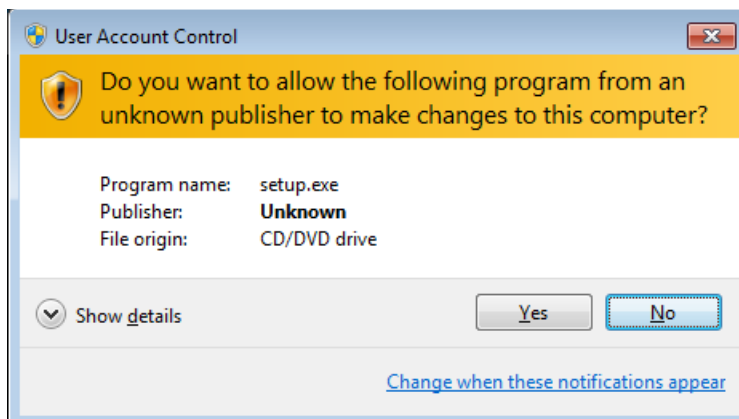 User Account Control
Do you want to allow the following program from an
unknown publisher to make changes to this computer?
Program name: setup.exe
Publisher: Unknown
File origin: CD/DVD drive
Show details
Yes
No
Change when these notifications appear